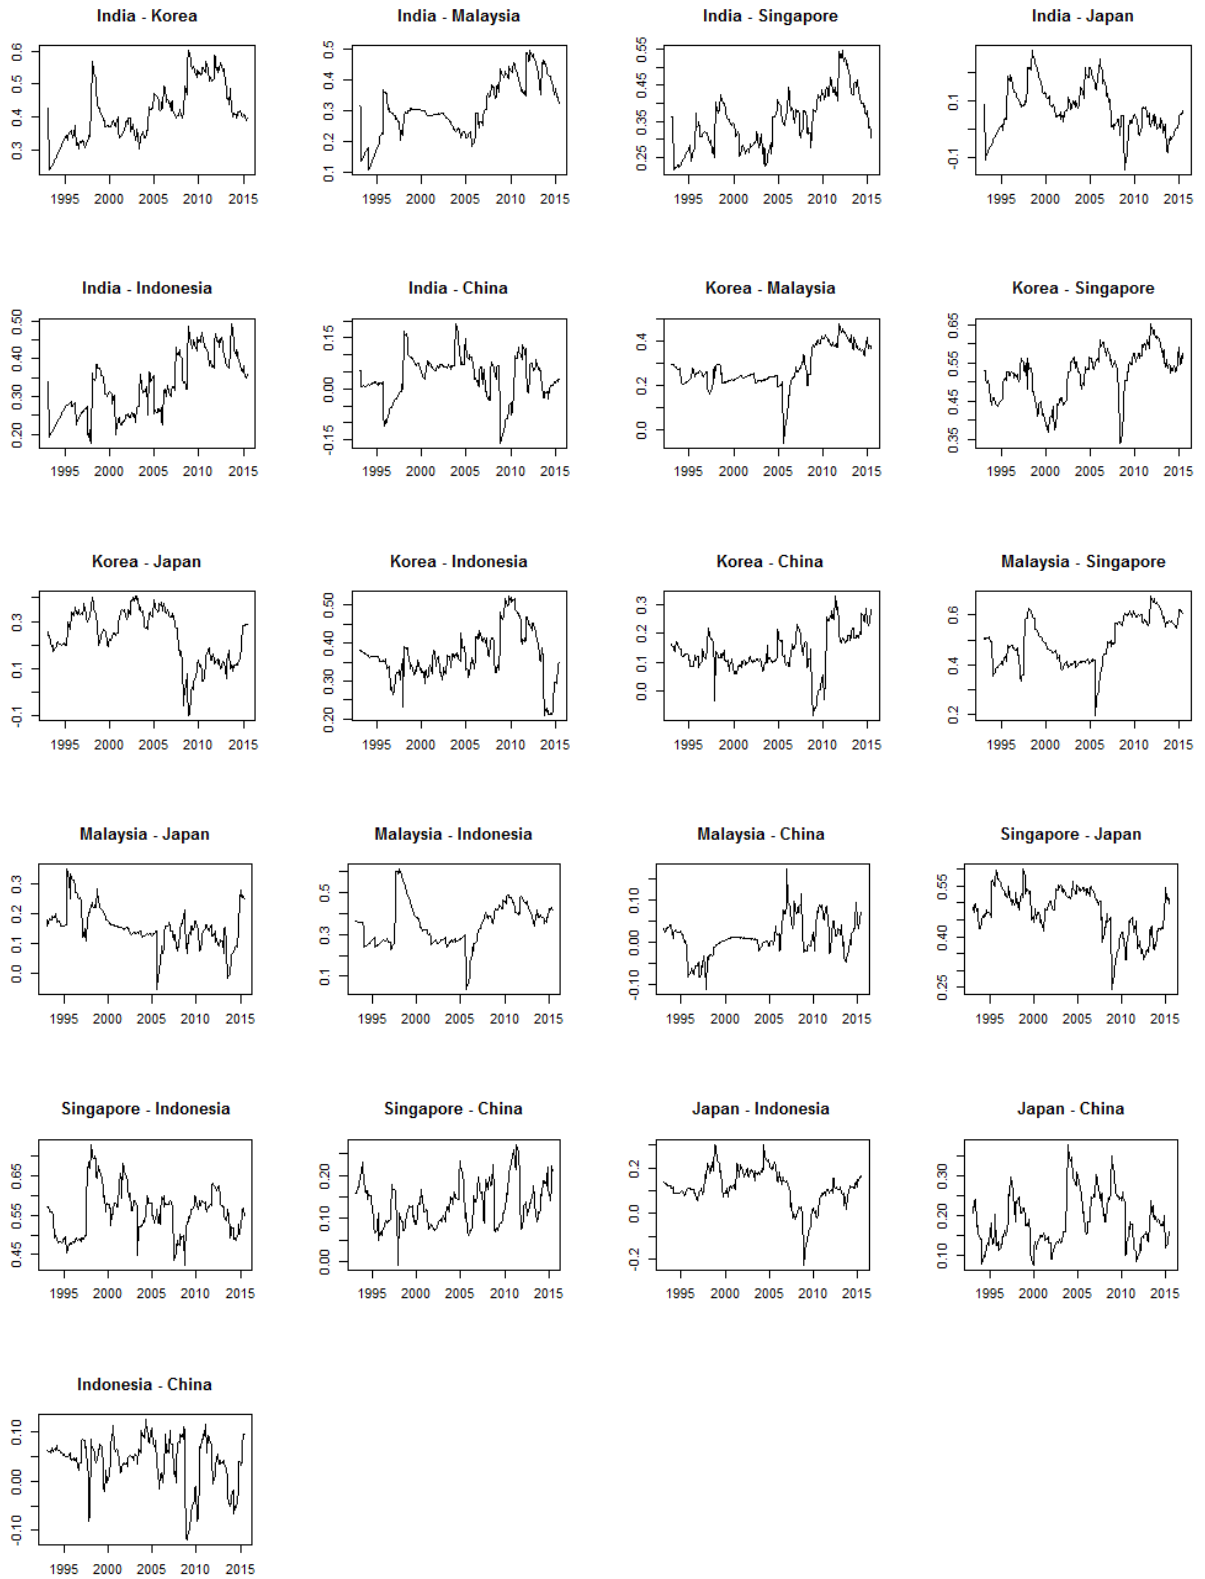 India - Korea
India - Malaysia
India - Singapore
India - Japan
0.3 0.4 0.5 0.6
1995 2000 2005 2010 2015
0.1 0.2 0.3 0.4 0.5
1995 2000 2005 2010 2015
0.25 0.35 0.45 0.55
1995 2000 2005 2010 2015
-0.1 0.1
1995 2000 2005 2010 2015
India - Indonesia
India - China
Korea - Malaysia
Korea - Singapore
0.20 0.30 0.40 0.50
1995 2000 2005 2010 2015
-0.15 0.00 0.15
1995 2000 2005 2010 2015
0.0 0.2 0.4
1995 2000 2005 2010 2015
0.35 0.45 0.55 0.65
1995 2000 2005 2010 2015
Korea - Japan
Korea - Indonesia
Korea - China
Malaysia - Singapore
-0.1 0.1 0.3
1995 2000 2005 2010 2015
0.20 0.30 0.40 0.50
1995 2000 2005 2010 2015
0.0 0.1 0.2 0.3
1995 2000 2005 2010 2015
0.2 0.4 0.6
1995 2000 2005 2010 2015
Malaysia - Japan
Malaysia - Indonesia
Malaysia - China
Singapore - Japan
0.0 0.1 0.2 0.3
1995 2000 2005 2010 2015
0.1 0.3 0.5
1995 2000 2005 2010 2015
-0.10 0.00 0.10
1995 2000 2005 2010 2015
0.25 0.40 0.55
1995 2000 2005 2010 2015
Singapore - Indonesia
Singapore - China
Japan - Indonesia
Japan - China
0.45 0.55 0.65
1995 2000 2005 2010 2015
0.00 0.10 0.20
1995 2000 2005 2010 2015
-0.2 0.0 0.2
1995 2000 2005 2010 2015
0.10 0.20 0.30
1995 2000 2005 2010 2015
Indonesia - China
-0.10 0.00 0.10
1995 2000 2005 2010 2015